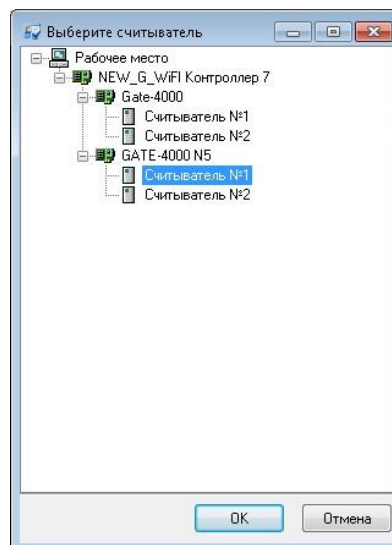 Выберите считыватель
Рабочее место
NEW_G_WiFI Контроллер 7
Gate-4000
Считыватель №1
Считыватель №2
GATE-4000 N5
Считыватель №1
Считыватель №2
OK
Отмена